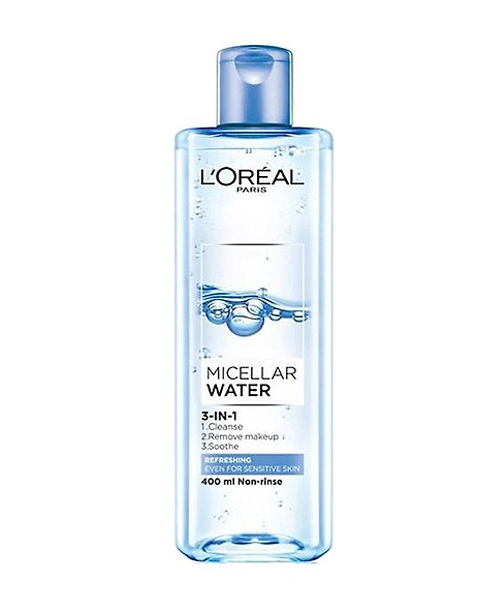 L'ORÉAL
PARIS
MICELLAR
WATER
3-IN-1
1.Cleanse
2.Remove makeup
3.Soothe
REFRESHING
EVEN FOR SENSITIVE SKIN
400 ml Non-rinse